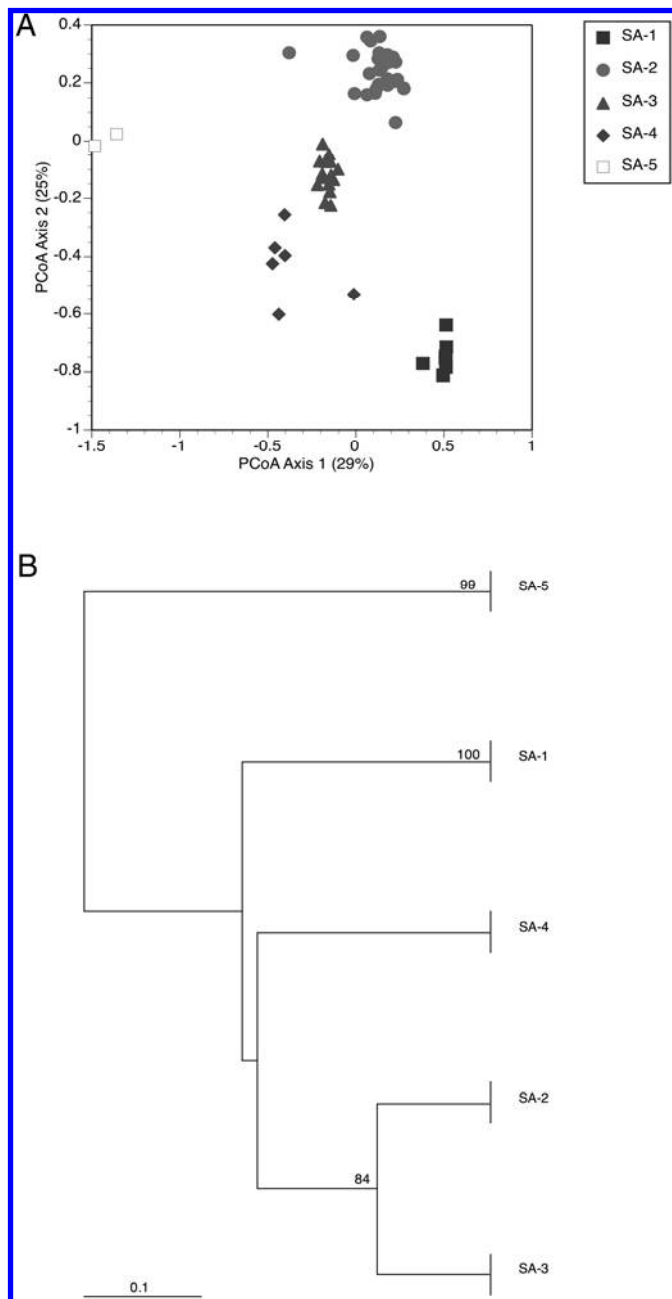 A
0.4
0.2
0
-0.2
-0.4
-0.6
-0.8
-1
PCoA Axis 2 (25%)
-1.5
-1
-0.5
0
0.5
1
PCoA Axis 1 (29%)
SA-1
SA-2
SA-3
SA-4
SA-5
B
99
SA-5
100
SA-1
SA-4
SA-2
84
SA-3
0.1